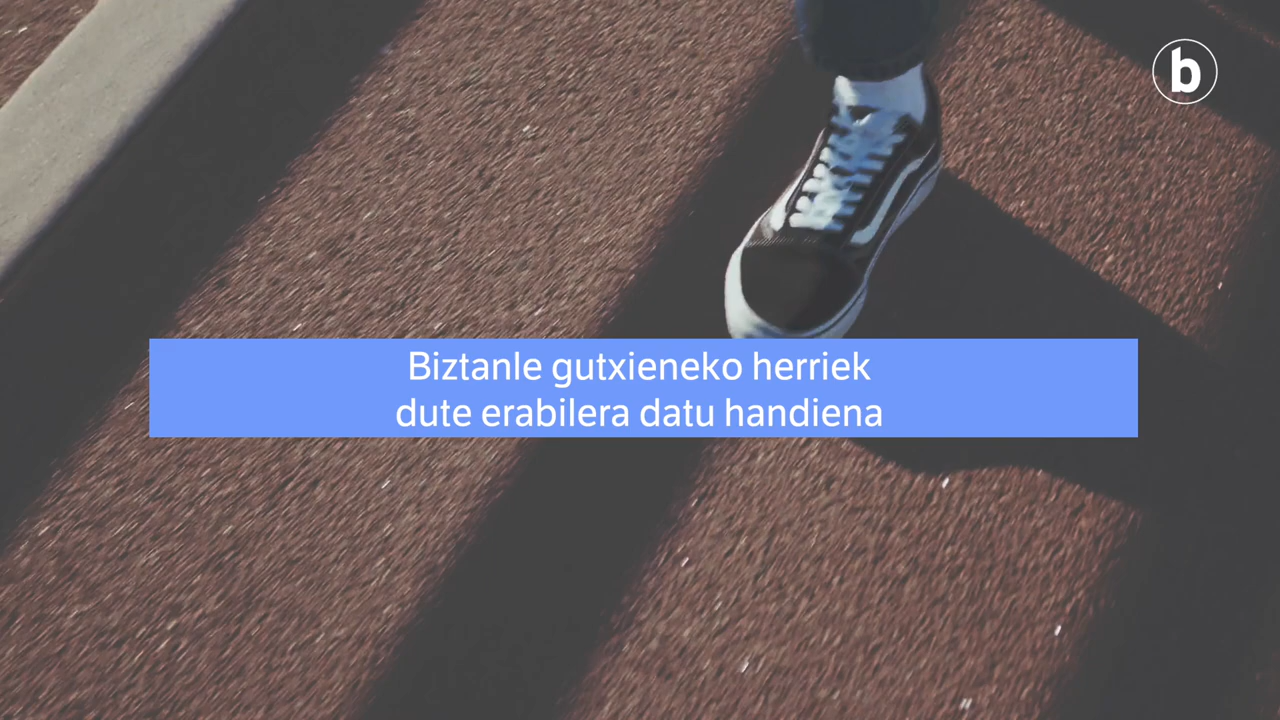 b
Biztanle gutxieneko herriek
dute erabilera datu handiena